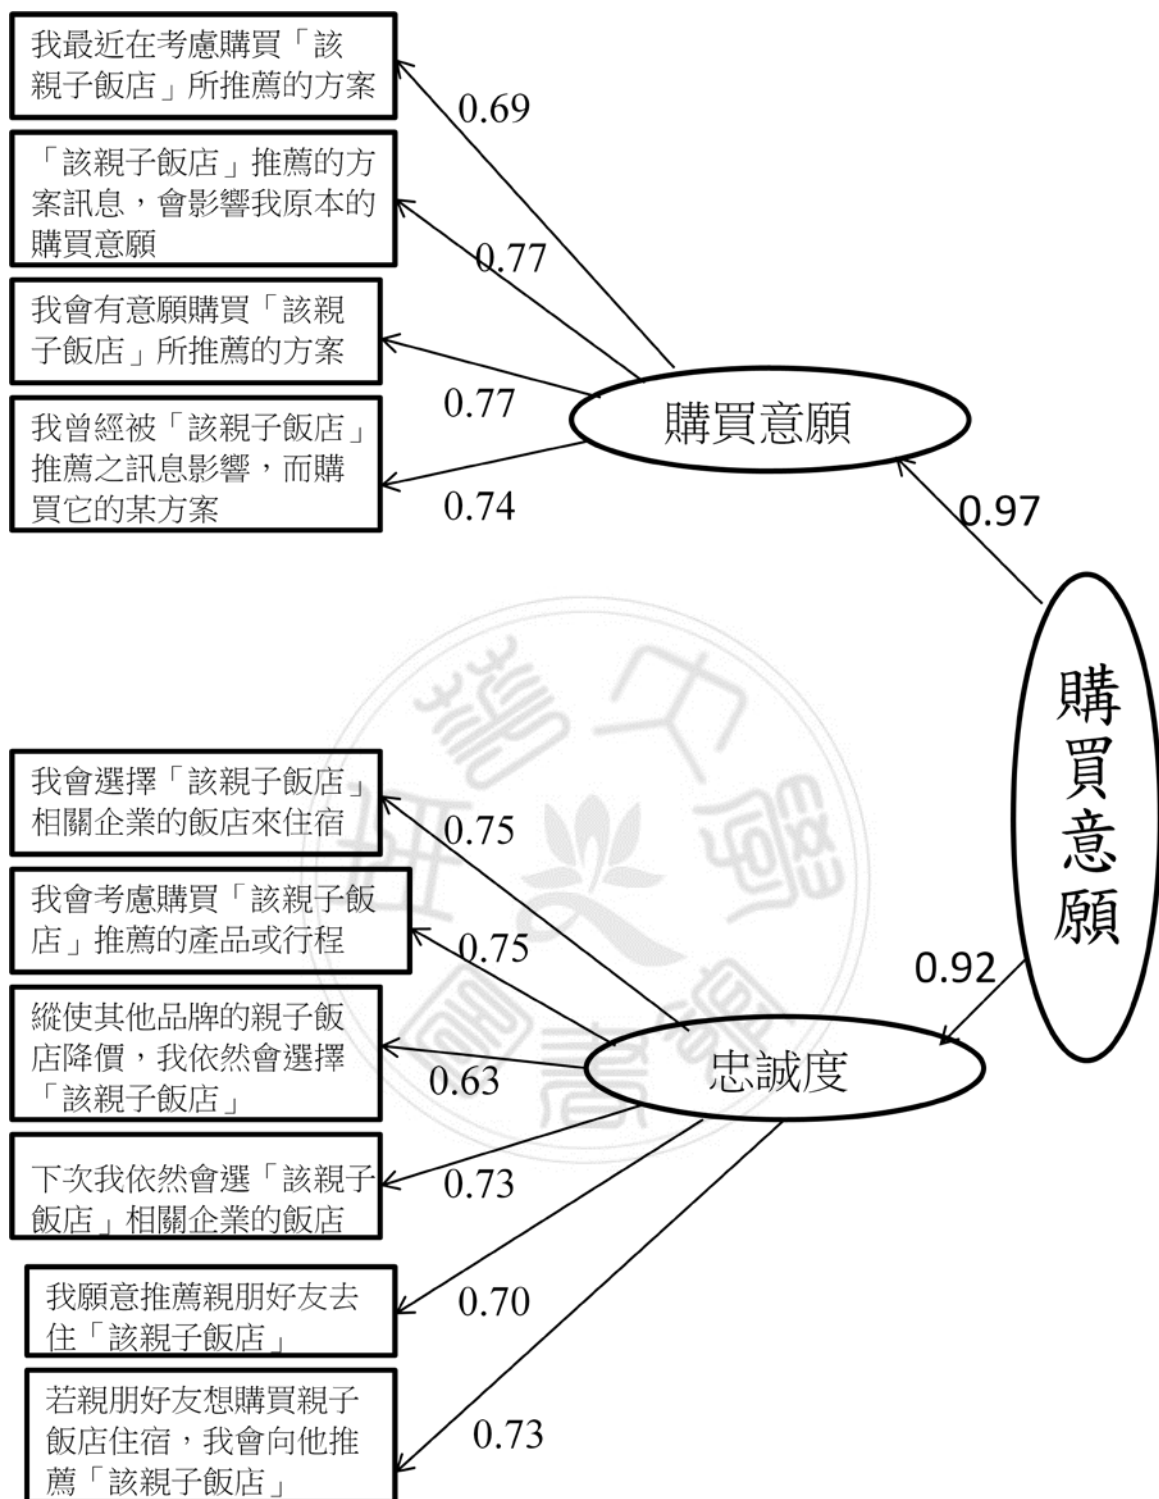 我最近在考慮購買「該
親子飯店」所推薦的方案
0.69
「該親子飯店」推薦的方
案訊息，會影響我原本的
購買意願
0.77
我會有意願購買「該親
子飯店」所推薦的方案
0.77
購買意願
我曾經被「該親子飯店」
推薦之訊息影響，而購
買它的某方案
0.74
0.97
購買意願
我會選擇「該親子飯店」
相關企業的飯店來住宿
0.75
我會考慮購買「該親子飯
店」推薦的產品或行程
0.75
0.92
縱使其他品牌的親子飯
店降價，我依然會選擇
「該親子飯店」
0.63
忠誠度
下次我依然會選「該親子
飯店」相關企業的飯店
0.73
我願意推薦親朋好友去
住「該親子飯店」
0.70
若親朋好友想購買親子
飯店住宿，我會向他推
薦「該親子飯店」
0.73